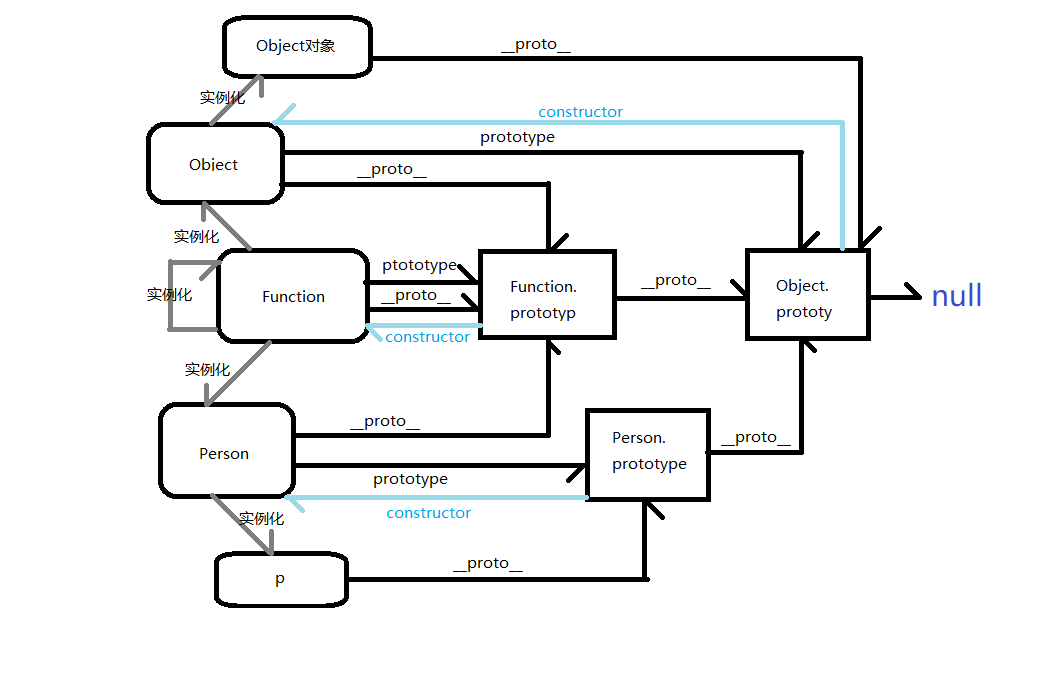 Object对象
__proto__
实例化
constructor
prototype
Object
__proto__
实例化
ptototype
实例化
Function
__proto__
constructor
Function.
prototyp
__proto__
Object.
prototy
null
实例化
__proto__
Person
prototype
constructor
Person.
prototype
__proto__
实例化
p
__proto__